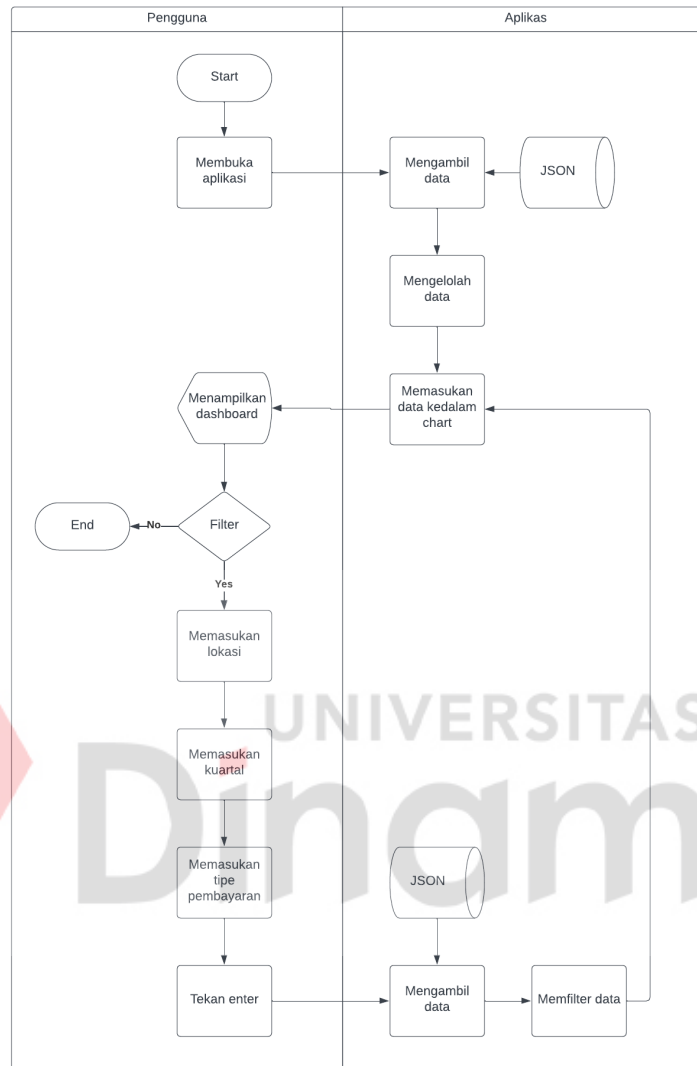 Pengguna
Aplikas
Start
Membuka
aplikasi
Mengambil
data
JSON
Mengelolah
data
Menampilkan
dashboard
Memasukan
data kedalam
chart
End
No
Filter
Yes
Memasukan
lokasi
UNIVERSITAS
Dinam
Memasukan
kuartal
Memasukan
tipe
pembayaran
JSON
Tekan enter
Mengambil
data
Memfilter data